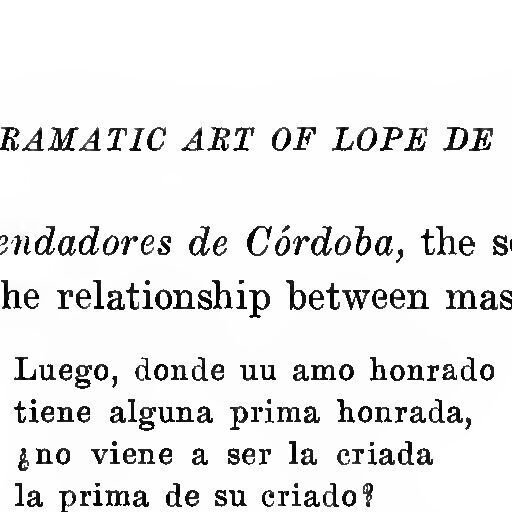 RAMATIC ART OF LOPE DE
endadores de Córdoba, the s
he relationship between mas
Luego, donde uu amo honrado
tiene alguna prima honrada,
¿no viene a ser la criada
la prima de su criado?